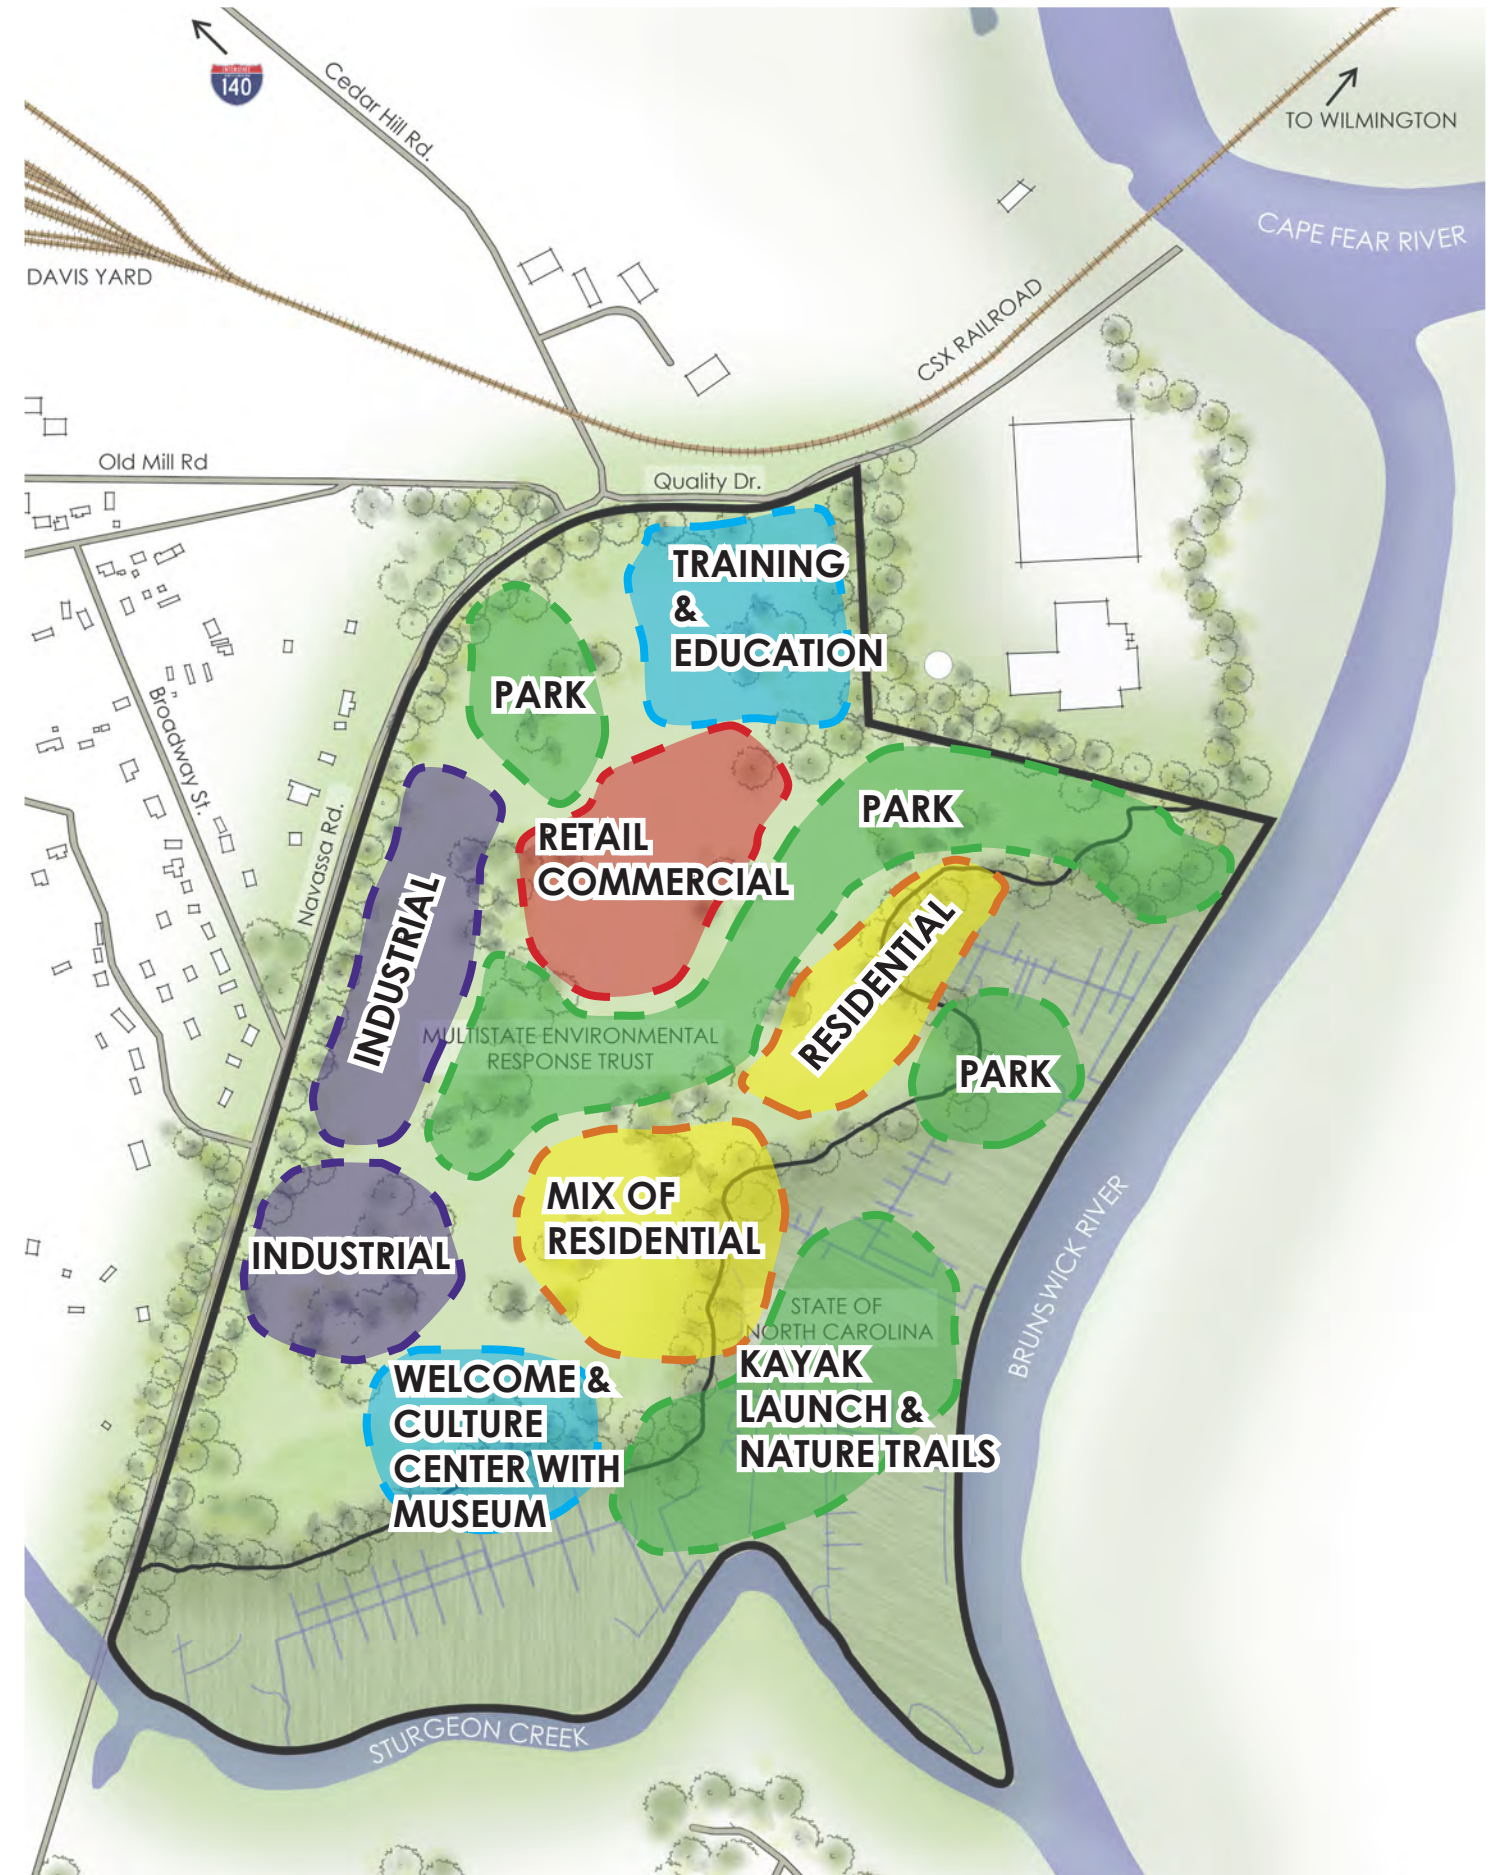 INTERSTATE
140
Cedar Hill Rd.
TO WILMINGTON
CAPE FEAR RIVER
DAVIS YARD
CSX RAILROAD
Old Mill Rd
Quality Dr.
TRAINING
&
EDUCATION
PARK
Broadway St.
Navassa Rd.
RETAIL
COMMERCIAL
PARK
INDUSTRIAL
RESIDENTIAL
MULTISTATE ENVIRONMENTAL
RESPONSE TRUST
PARK
MIX OF
RESIDENTIAL
INDUSTRIAL
BRUNSWICK RIVER
STATE OF
NORTH CAROLINA
KAYAK
LAUNCH &
NATURE TRAILS
WELCOME &
CULTURE
CENTER WITH
MUSEUM
STURGEON CREEK